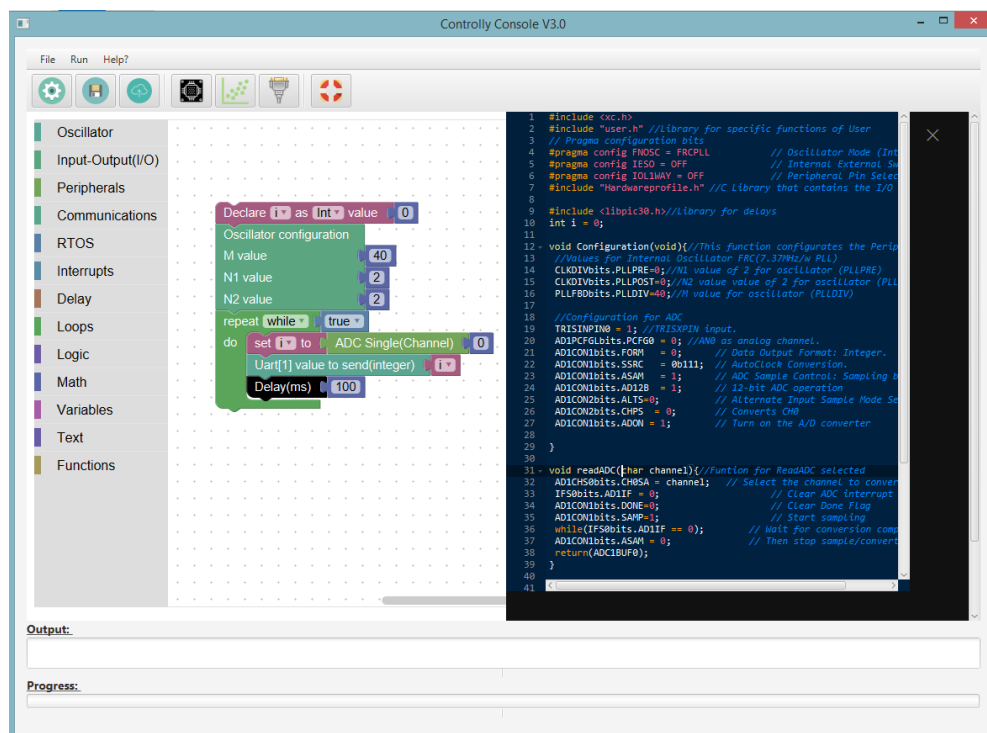 Controlly Console V3.0
File Run Help?
Oscillator
Input-Output(I/O)
Peripherals
Communications
RTOS
Interrupts
Delay
Loops
Logic
Math
Variables
Text
Functions
Declare i as Int value 0
Oscillator configuration
M value 40
N1 value 2
N2 value 2
repeat while true
do set i to ADC Single(Channel) 0
Uart[1] value to send(integer) i
Delay(ms) 100
1 #include <xc.h>
2 #include "user.h" //Library for specific functions of User
3 // Pragma configuration bits
4 #pragma config FNOSC = FRCPLL // Oscillator Mode (Int
5 #pragma config IESO = OFF // Internal External Sw
6 #pragma config IOL1WAY = OFF // Peripheral Pin Selec
7 #include "Hardwareprofile.h" //C Library that contains the I/O
8
9 #include <libpic30.h>//Library for delays
10 int i = 0;
11
12 void Configuration(void){//This function configurates the Perip
13 //Values for Internal Oscillator FRC(7.37MHz/w PLL)
14 CLKDIVbits.PLLPRE=0;//N1 value of 2 for oscillator (PLLPRE)
15 CLKDIVbits.PLLPOST=0;//N2 value value of 2 for oscillator (PLL
16 PLLFBDbits.PLLDIV=40;//M value for oscillator (PLLDIV)
17
18 //Configuration for ADC
19 TRISINPIN0 = 1; //TRISXPIN input.
20 AD1PCFGLbits.PCFG0 = 0; //AN0 as analog channel.
21 AD1CON1bits.FORM = 0; // Data Output Format: Integer.
22 AD1CON1bits.SSRC = 0b111; // AutoClock Conversion.
23 AD1CON1bits.ASAM = 1; // ADC Sample Control: Sampling b
24 AD1CON1bits.AD12B = 1; // 12-bit ADC operation
25 AD1CON2bits.ALTS=0; // Alternate Input Sample Mode Se
26 AD1CON2bits.CHPS = 0; // Converts CH0
27 AD1CON1bits.ADON = 1; // Turn on the A/D converter
28
29 }
30
31 void readADC(char channel){//Funtion for ReadADC selected
32 AD1CHS0bits.CH0SA = channel; // Select the channel to conver
33 IFS0bits.AD1IF = 0; // Clear ADC interrupt
34 AD1CON1bits.DONE=0; // Clear Done Flag
35 AD1CON1bits.SAMP=1; // Start sampling
36 while(IFS0bits.AD1IF == 0); // Wait for conversion comp
37 AD1CON1bits.ASAM = 0; // Then stop sample/convert
38 return(ADC1BUF0);
39 }
40
41
Output:
Progress: